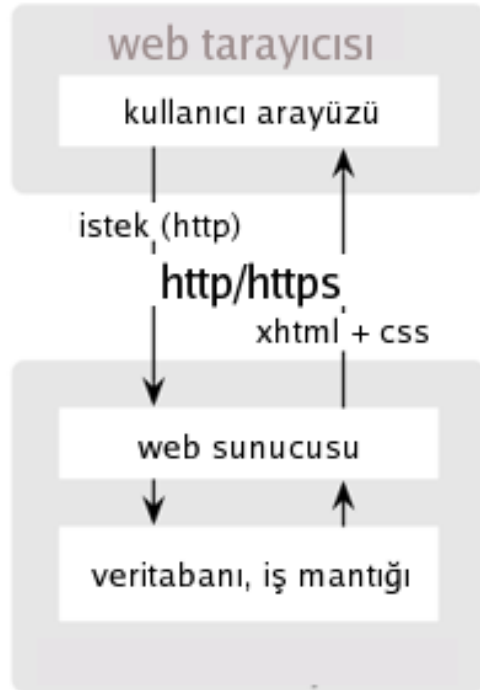 web tarayıcısı
kullanıcı arayüzü
istek (http)
http/https
xhtml + css
web sunucusu
veritabanı, iş mantığı